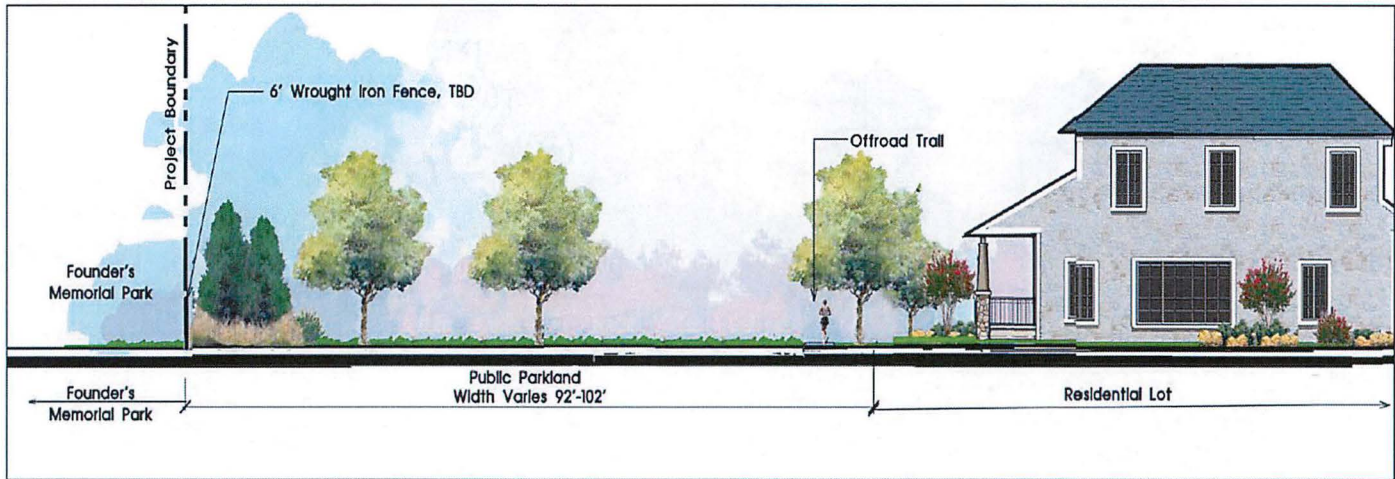 Project Boundary
6' Wrought Iron Fence, TBD
Offroad Trail
Founder's
Memorial Park
Founder's
Memorial Park
Public Parkland
Width Varies 92'-102'
Residential Lot